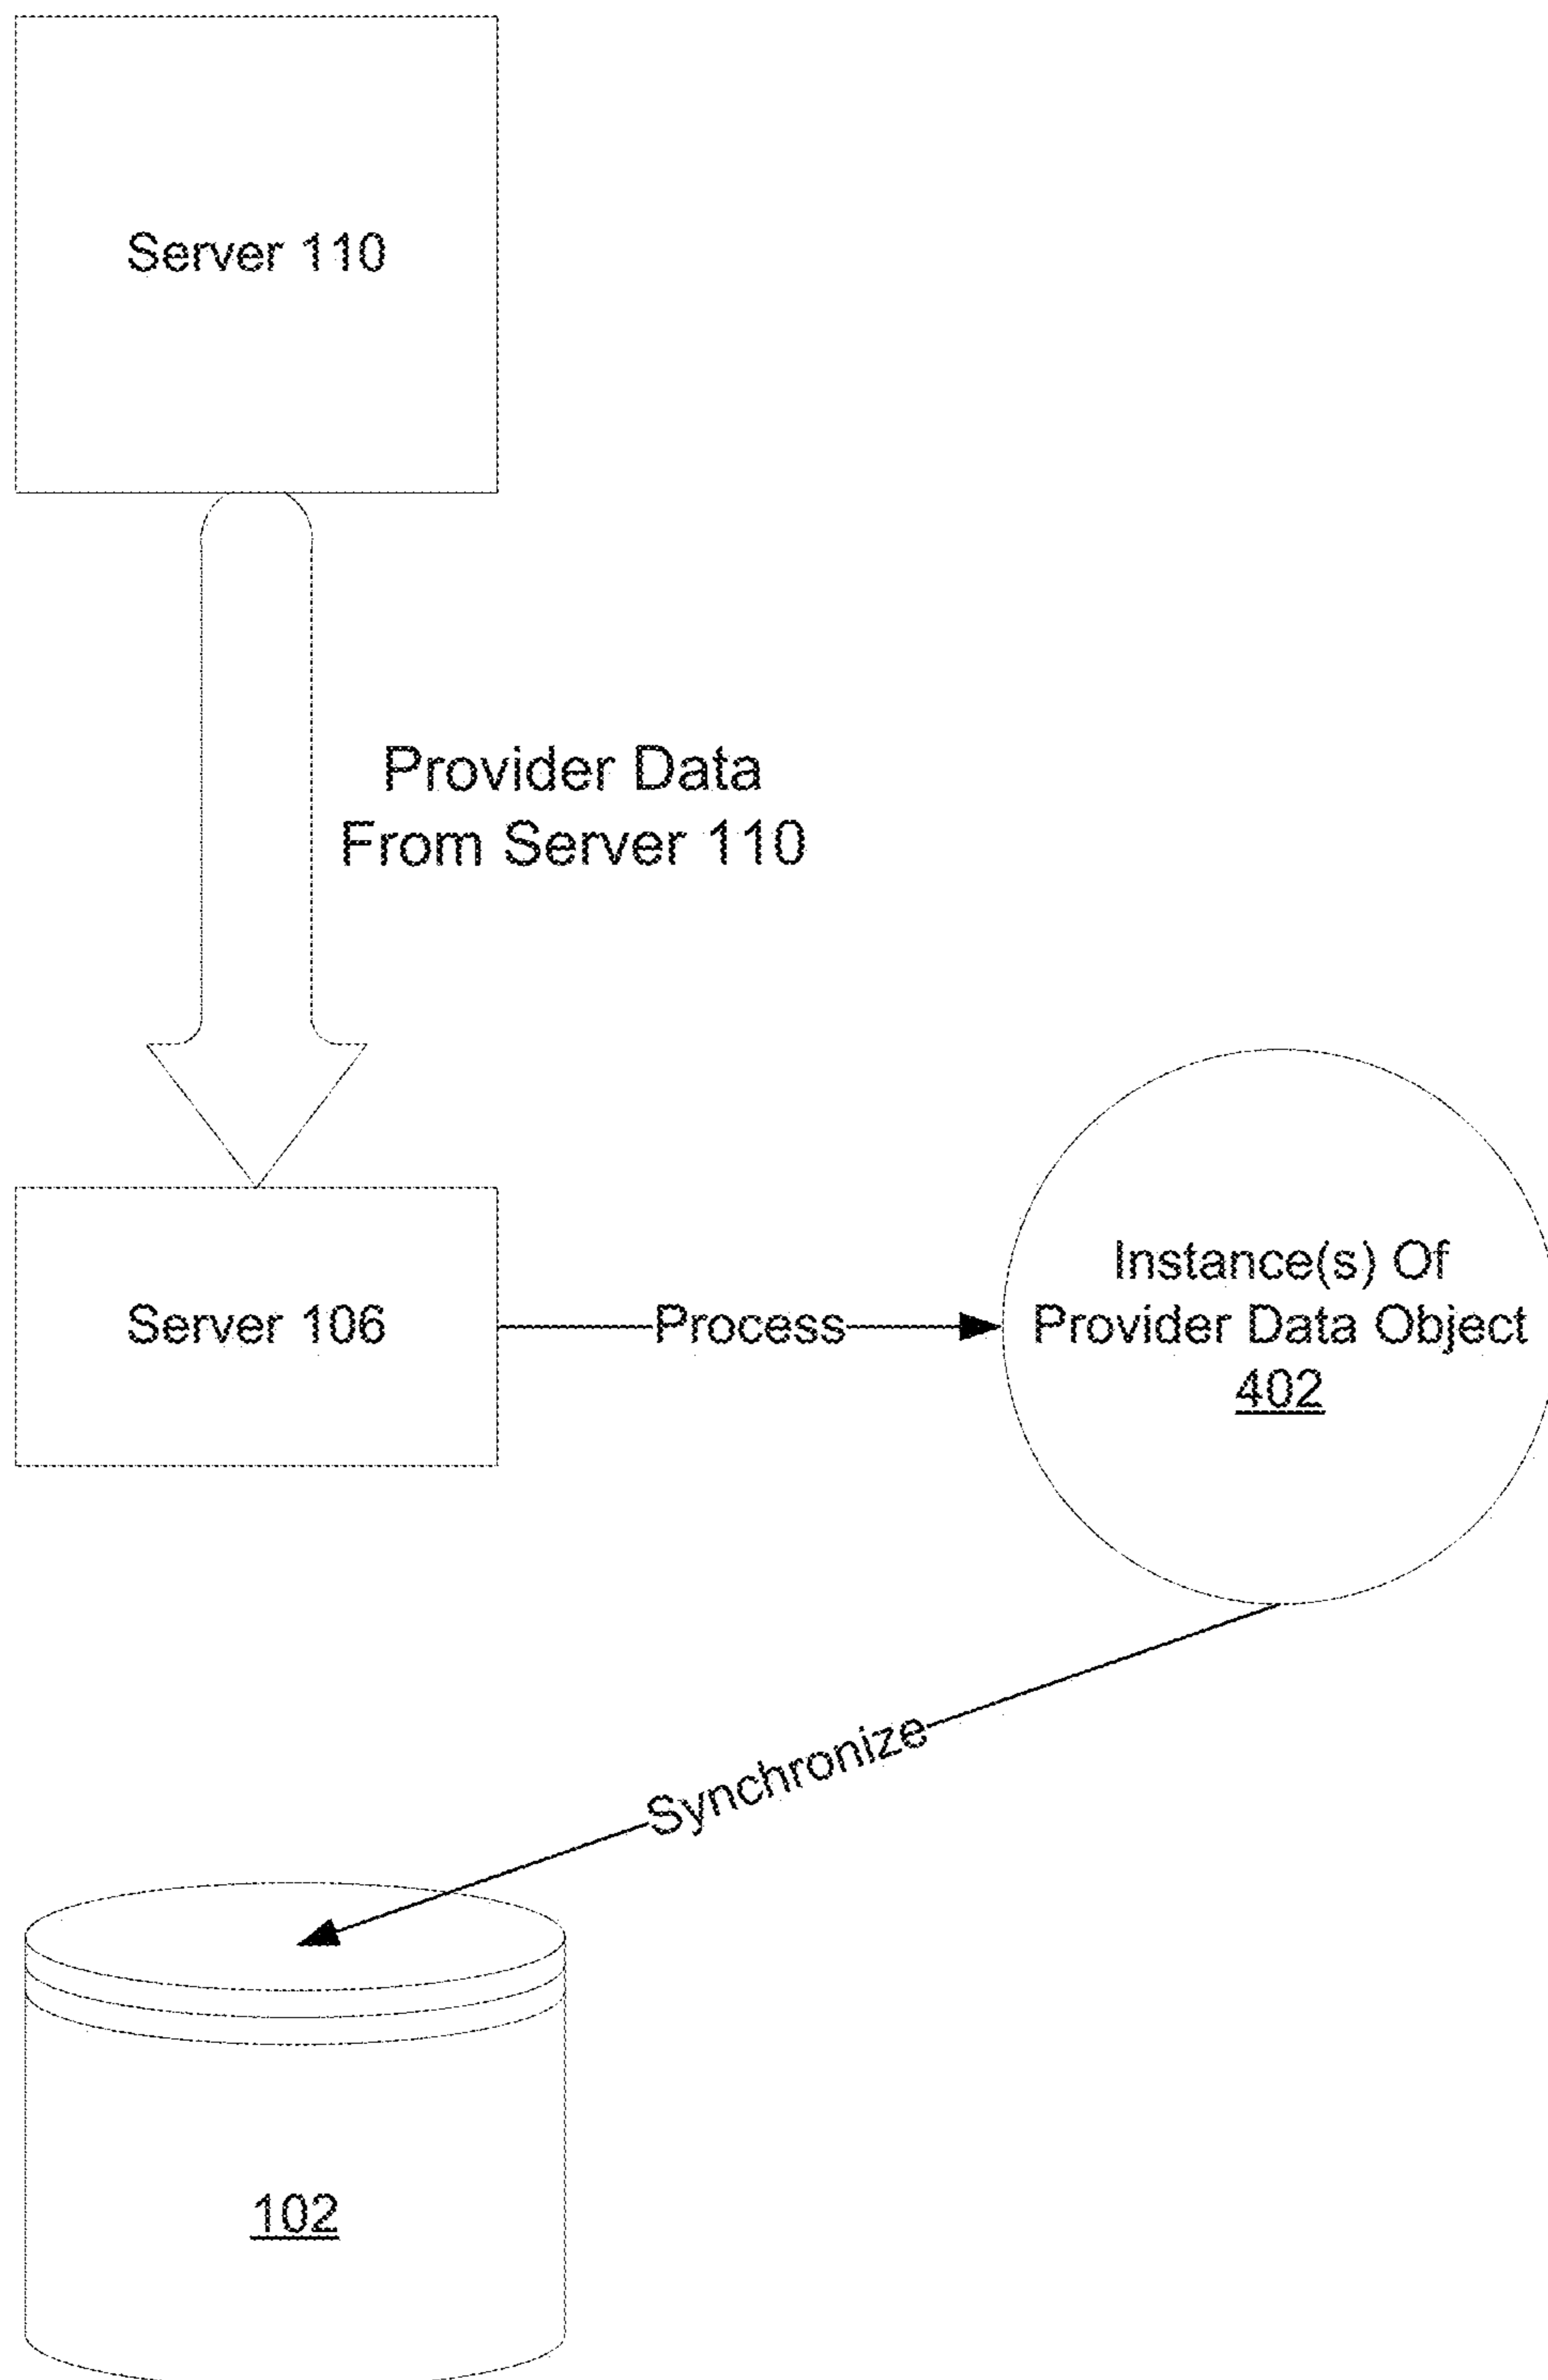 Server 110
Provider Data
From Server 110
Server 106
Process
Instance(s) Of
Provider Data Object
402
Synchronize
102